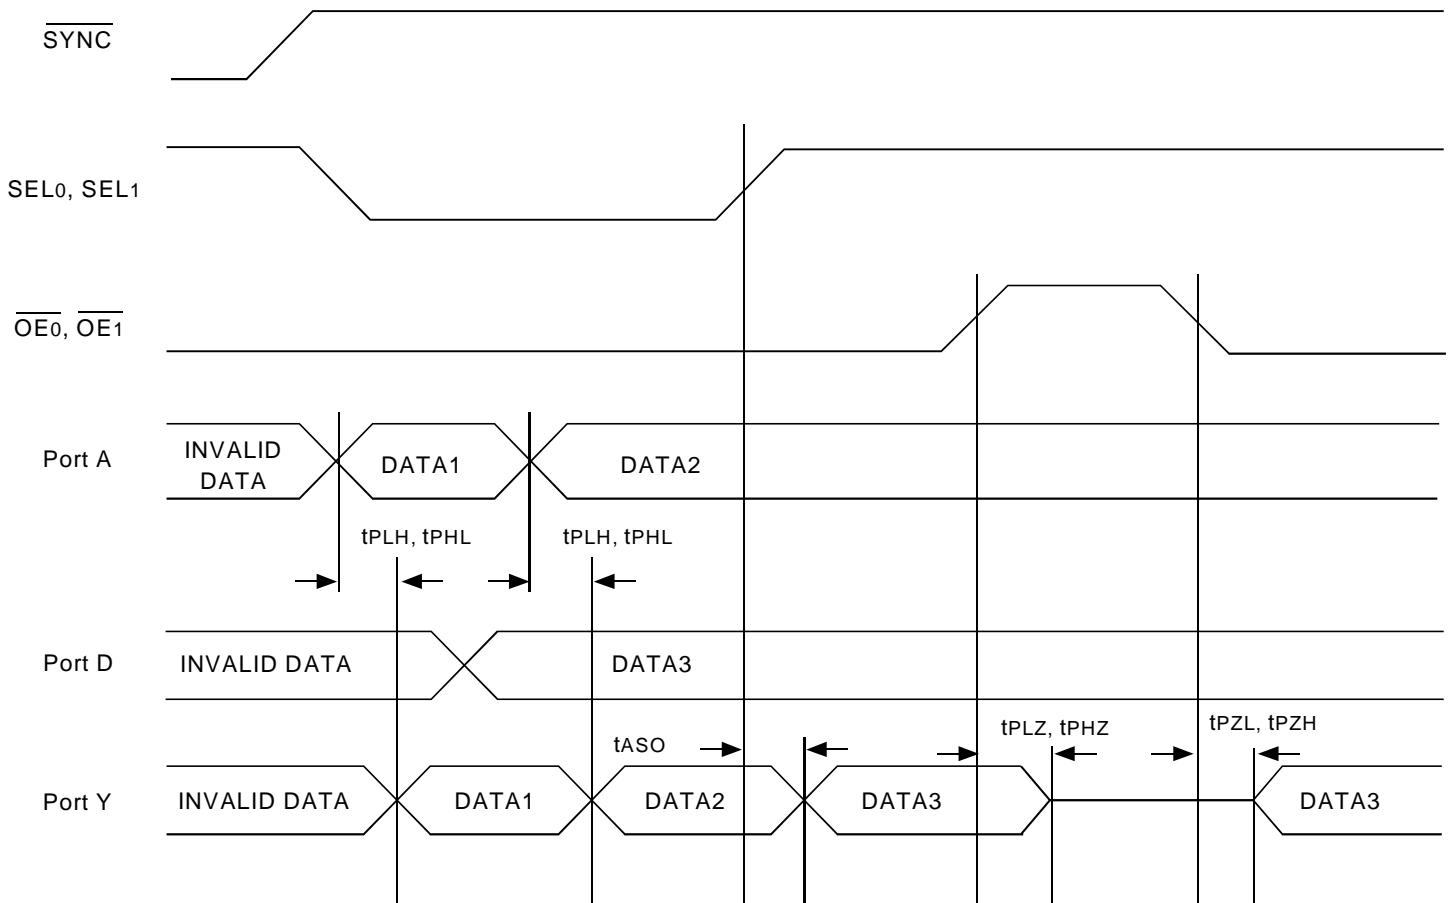 SYNC
SEL0, SEL1
OE0, OE1
Port A
INVALID
DATA
DATA1
DATA2
tPLH, tPHL
tPLH, tPHL
Port D
INVALID DATA
DATA3
tASO
tPLZ, tPHZ
tPZL, tPZH
Port Y
INVALID DATA
DATA1
DATA2
DATA3
DATA3